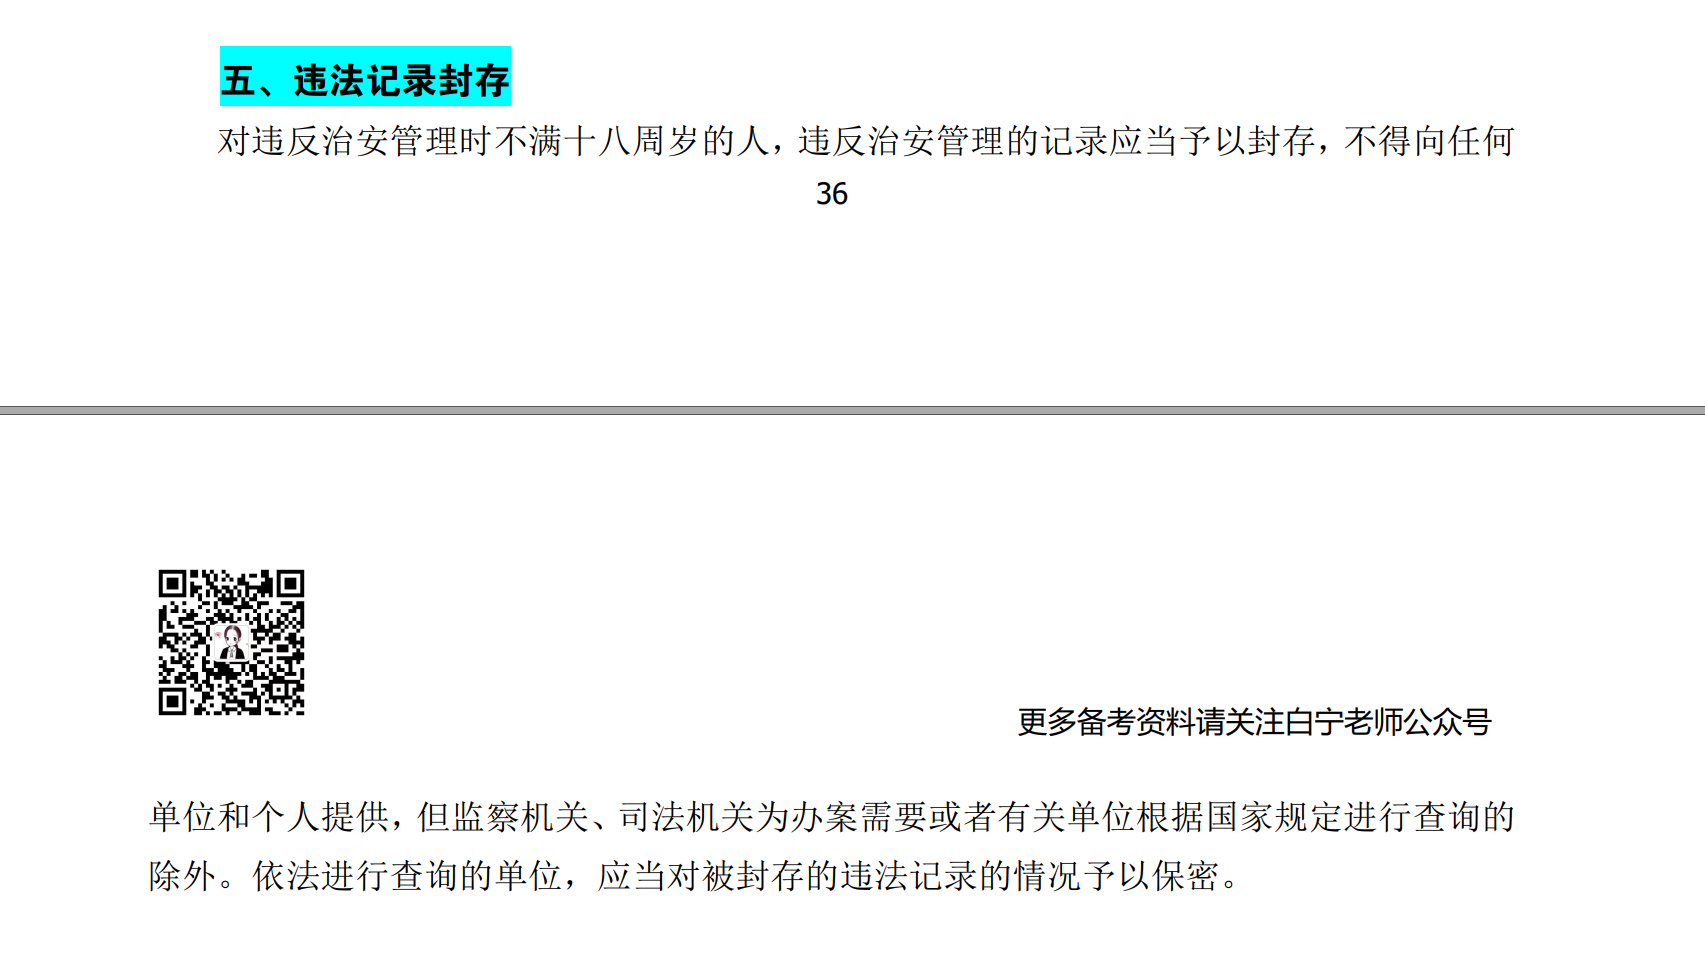 五、违法记录封存
对违反治安管理时不满十八周岁的人，违反治安管理的记录应当予以封存，不得向任何
36
更多备考资料请关注白宁老师公众号
单位和个人提供，但监察机关、司法机关为办案需要或者有关单位根据国家规定进行查询的
除外。依法进行查询的单位，应当对被封存的违法记录的情况予以保密。